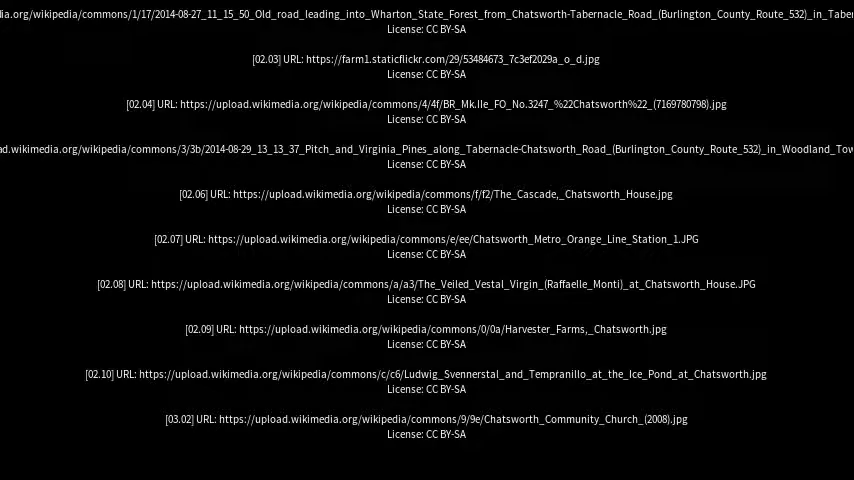 ia.org/wikipedia/commons/1/17/2014-08-27_11_15_50_Old_road_leading_into_Wharton_State_Forest_from_Chatsworth-Tabernacle_Road_(Burlington_County_Route_532)_in_Taber
License: CC BY-SA
[02.03] URL: https://farm1.staticflickr.com/29/53484673_7c3ef2029a_o_d.jpg
License: CC BY-SA
[02.04] URL: https://upload.wikimedia.org/wikipedia/commons/4/4f/BR_Mk.IIe_FO_No.3247_%22Chatsworth%22_(7169780798).jpg
License: CC BY-SA
ad.wikimedia.org/wikipedia/commons/3/3b/2014-08-29_13_13_37_Pitch_and_Virginia_Pines_along_Tabernacle-Chatsworth_Road_(Burlington_County_Route_532)_in_Woodland_Tow
License: CC BY-SA
[02.06] URL: https://upload.wikimedia.org/wikipedia/commons/f/f2/The_Cascade,_Chatsworth_House.jpg
License: CC BY-SA
[02.07] URL: https://upload.wikimedia.org/wikipedia/commons/e/ee/Chatsworth_Metro_Orange_Line_Station_1.JPG
License: CC BY-SA
[02.08] URL: https://upload.wikimedia.org/wikipedia/commons/a/a3/The_Veiled_Vestal_Virgin_(Raffaelle_Monti)_at_Chatsworth_House.JPG
License: CC BY-SA
[02.09] URL: https://upload.wikimedia.org/wikipedia/commons/0/0a/Harvester_Farms,_Chatsworth.jpg
License: CC BY-SA
[02.10] URL: https://upload.wikimedia.org/wikipedia/commons/c/c6/Ludwig_Svennerstal_and_Tempranillo_at_the_Ice_Pond_at_Chatsworth.jpg
License: CC BY-SA
[03.02] URL: https://upload.wikimedia.org/wikipedia/commons/9/9e/Chatsworth_Community_Church_(2008).jpg
License: CC BY-SA